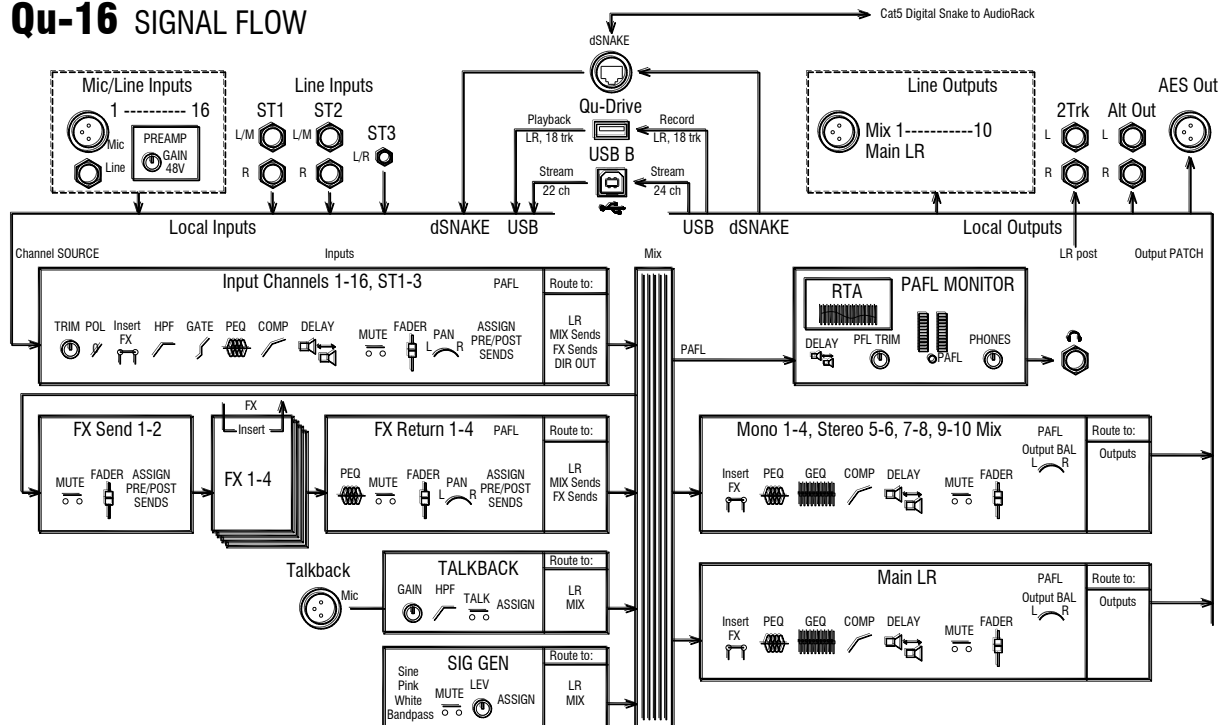 Qu-16 SIGNAL FLOW
Cat5 Digital Snake to AudioRack
dSNAKE
Mic/Line Inputs
1 ---------- 16
Mic
Line
PREAMP
GAIN
48V
Line Inputs
ST1
ST2
ST3
L/M
L/M
L/R
R
R
Qu-Drive
Playback
LR, 18 trk
Record
LR, 18 trk
USB B
Stream
22 ch
Stream
24 ch
Line Outputs
Mix 1-----------10
Main LR
2Trk
Alt Out
AES Out
L
L
R
R
Local Inputs
dSNAKE
USB
USB
dSNAKE
Local Outputs
Channel SOURCE
Inputs
Mix
LR post
Output PATCH
Input Channels 1-16, ST1-3
PAFL
Route to:
TRIM
POL
Insert
FX
HPF
GATE
PEQ
COMP
DELAY
MUTE
FADER
PAN
L
R
ASSIGN
PRE/POST
SENDS
LR
MIX Sends
FX Sends
DIR OUT
PAFL
RTA
PAFL MONITOR
DELAY
PFL TRIM
PAFL
PHONES
FX Send 1-2
MUTE
FADER
ASSIGN
PRE/POST
SENDS
FX
Insert
FX 1-4
FX Return 1-4
PAFL
Route to:
PEQ
MUTE
FADER
PAN
L
R
ASSIGN
PRE/POST
SENDS
LR
MIX Sends
FX Sends
Mono 1-4, Stereo 5-6, 7-8, 9-10 Mix
PAFL
Route to:
Output BAL
L
R
Outputs
Insert
FX
PEQ
GEQ
COMP
DELAY
MUTE
FADER
Talkback
Mic
TALKBACK
Route to:
GAIN
HPF
TALK
ASSIGN
LR
MIX
Main LR
PAFL
Route to:
Output BAL
L
R
Outputs
Insert
FX
PEQ
GEQ
COMP
DELAY
MUTE
FADER
SIG GEN
Route to:
Sine
Pink
White
Bandpass
MUTE
LEV
ASSIGN
LR
MIX